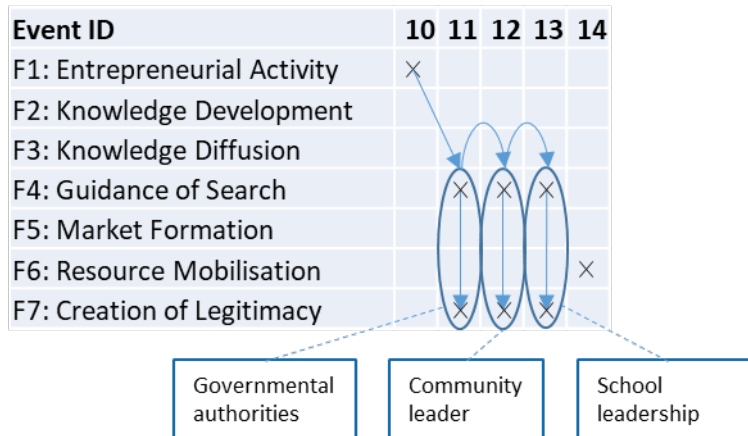 Event ID 10 11 12 13 14
F1: Entrepreneurial Activity X
F2: Knowledge Development
F3: Knowledge Diffusion
F4: Guidance of Search X X X
F5: Market Formation
F6: Resource Mobilisation X
F7: Creation of Legitimacy X X X
Governmental
authorities
Community
leader
School
leadership